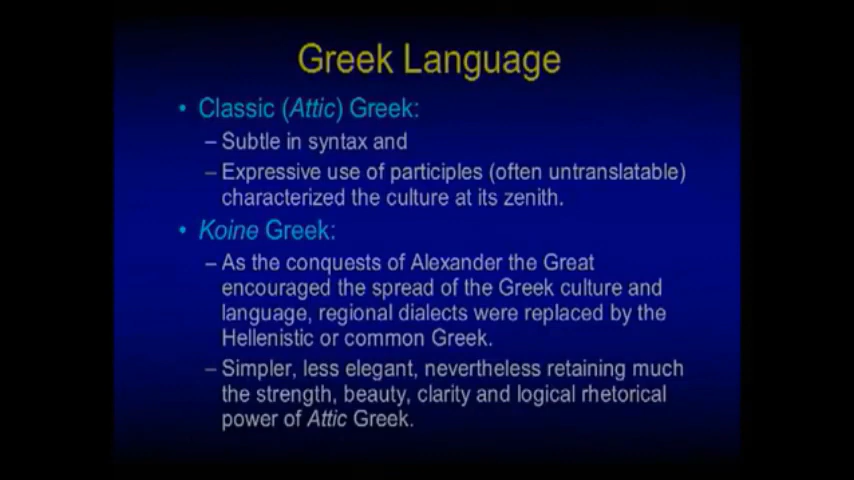 Greek Language
• Classic (Attic) Greek:
– Subtle in syntax and
– Expressive use of participles (often untranslatable)
characterized the culture at its zenith.
• Koine Greek:
– As the conquests of Alexander the Great
encouraged the spread of the Greek culture and
language, regional dialects were replaced by the
Hellenistic or common Greek.
– Simpler, less elegant, nevertheless retaining much
the strength, beauty, clarity and logical rhetorical
power of Attic Greek.